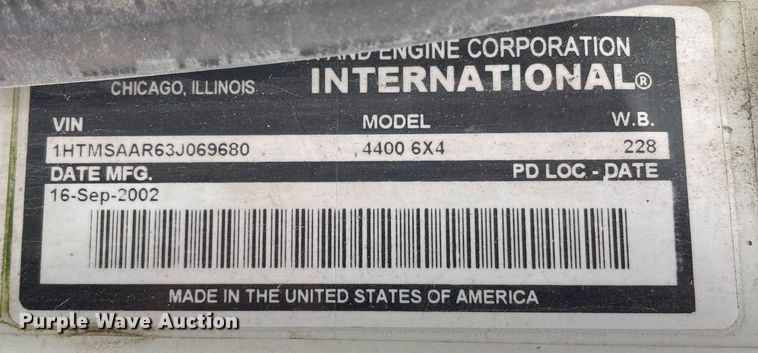 AND ENGINE CORPORATION
CHICAGO, ILLINOIS INTERNATIONAL®
VIN MODEL W.B.
1HTMSAAR63J069680 4400 6X4 228
DATE MFG. PD LOC - DATE
16-Sep-2002
MADE IN THE UNITED STATES OF AMERICA
Purple Wave Auction